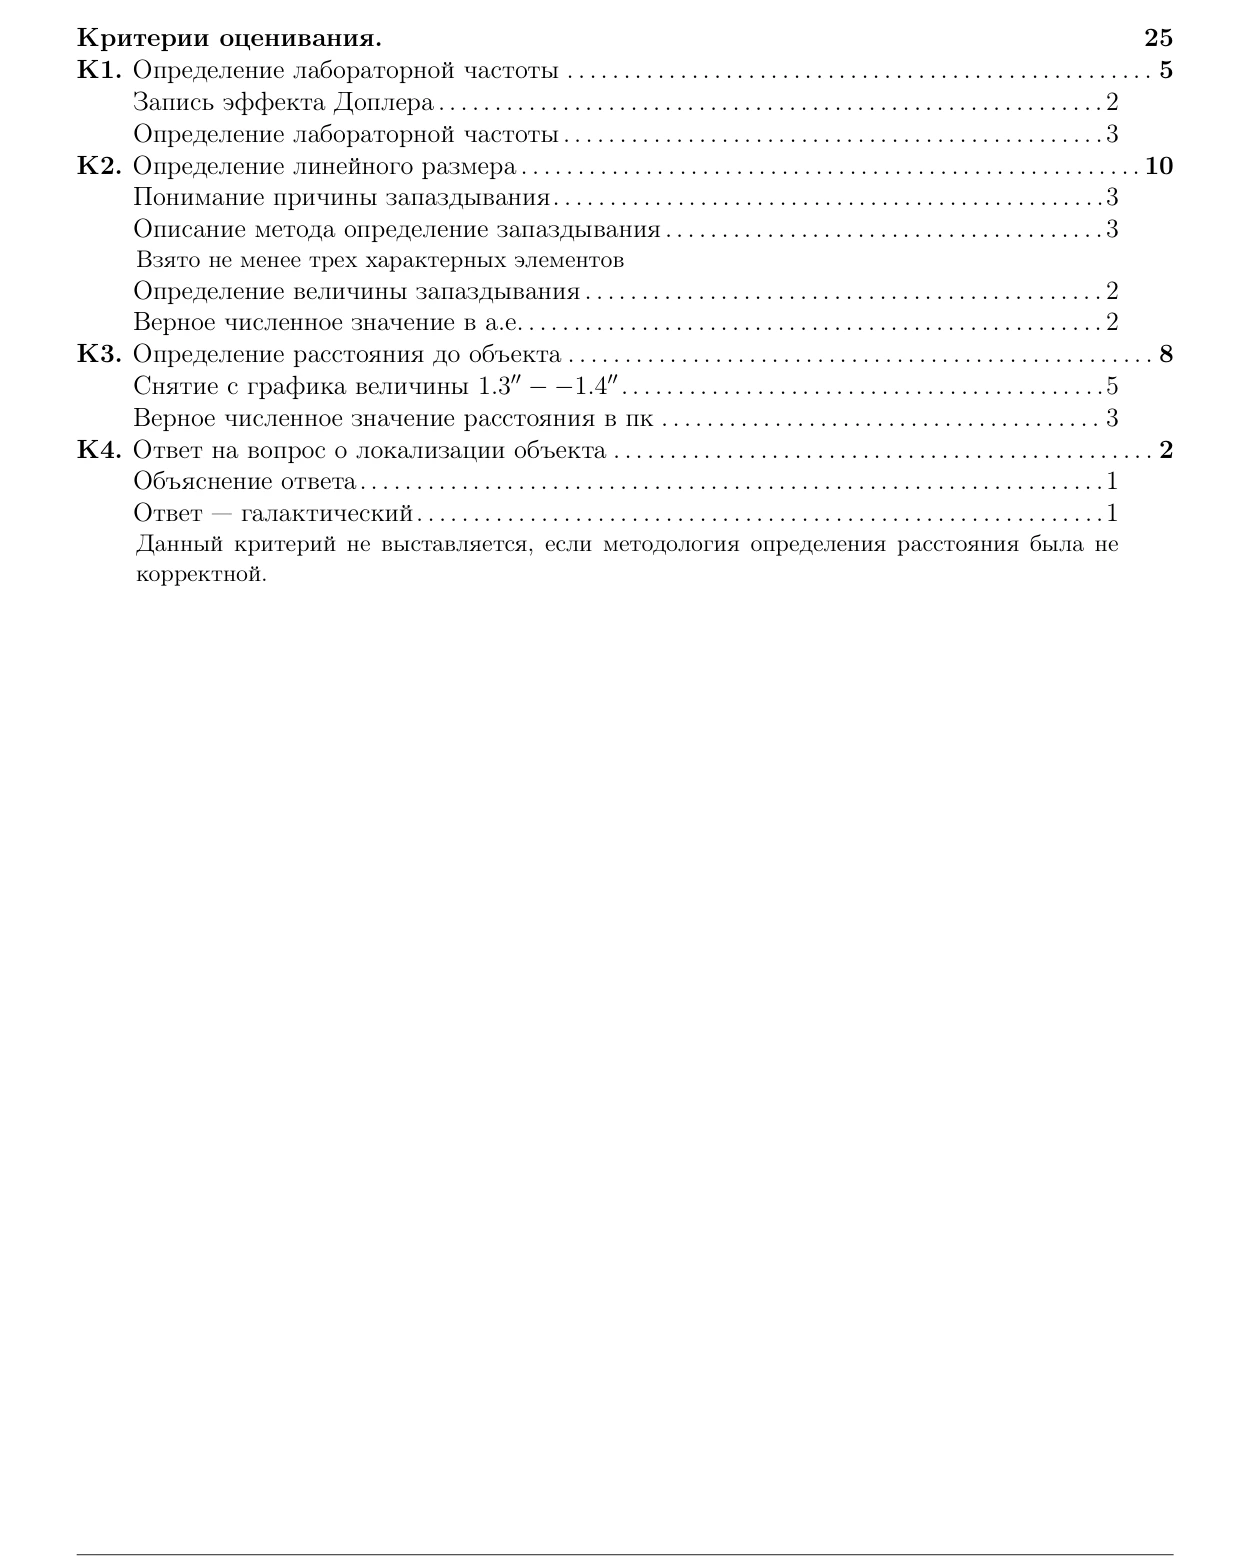 Критерии оценивания. 25
К1. Определение лабораторной частоты 5
Запись эффекта Доплера 2
Определение лабораторной частоты 3
К2. Определение линейного размера 10
Понимание причины запаздывания 3
Описание метода определение запаздывания 3
Взято не менее трех характерных элементов
Определение величины запаздывания 2
Верное численное значение в а.е. 2
К3. Определение расстояния до объекта 8
Снятие с графика величины 1.3″ − −1.4″ 5
Верное численное значение расстояния в пк 3
К4. Ответ на вопрос о локализации объекта 2
Объяснение ответа 1
Ответ — галактический 1
Данный критерий не выставляется, если методология определения расстояния была не
корректной.